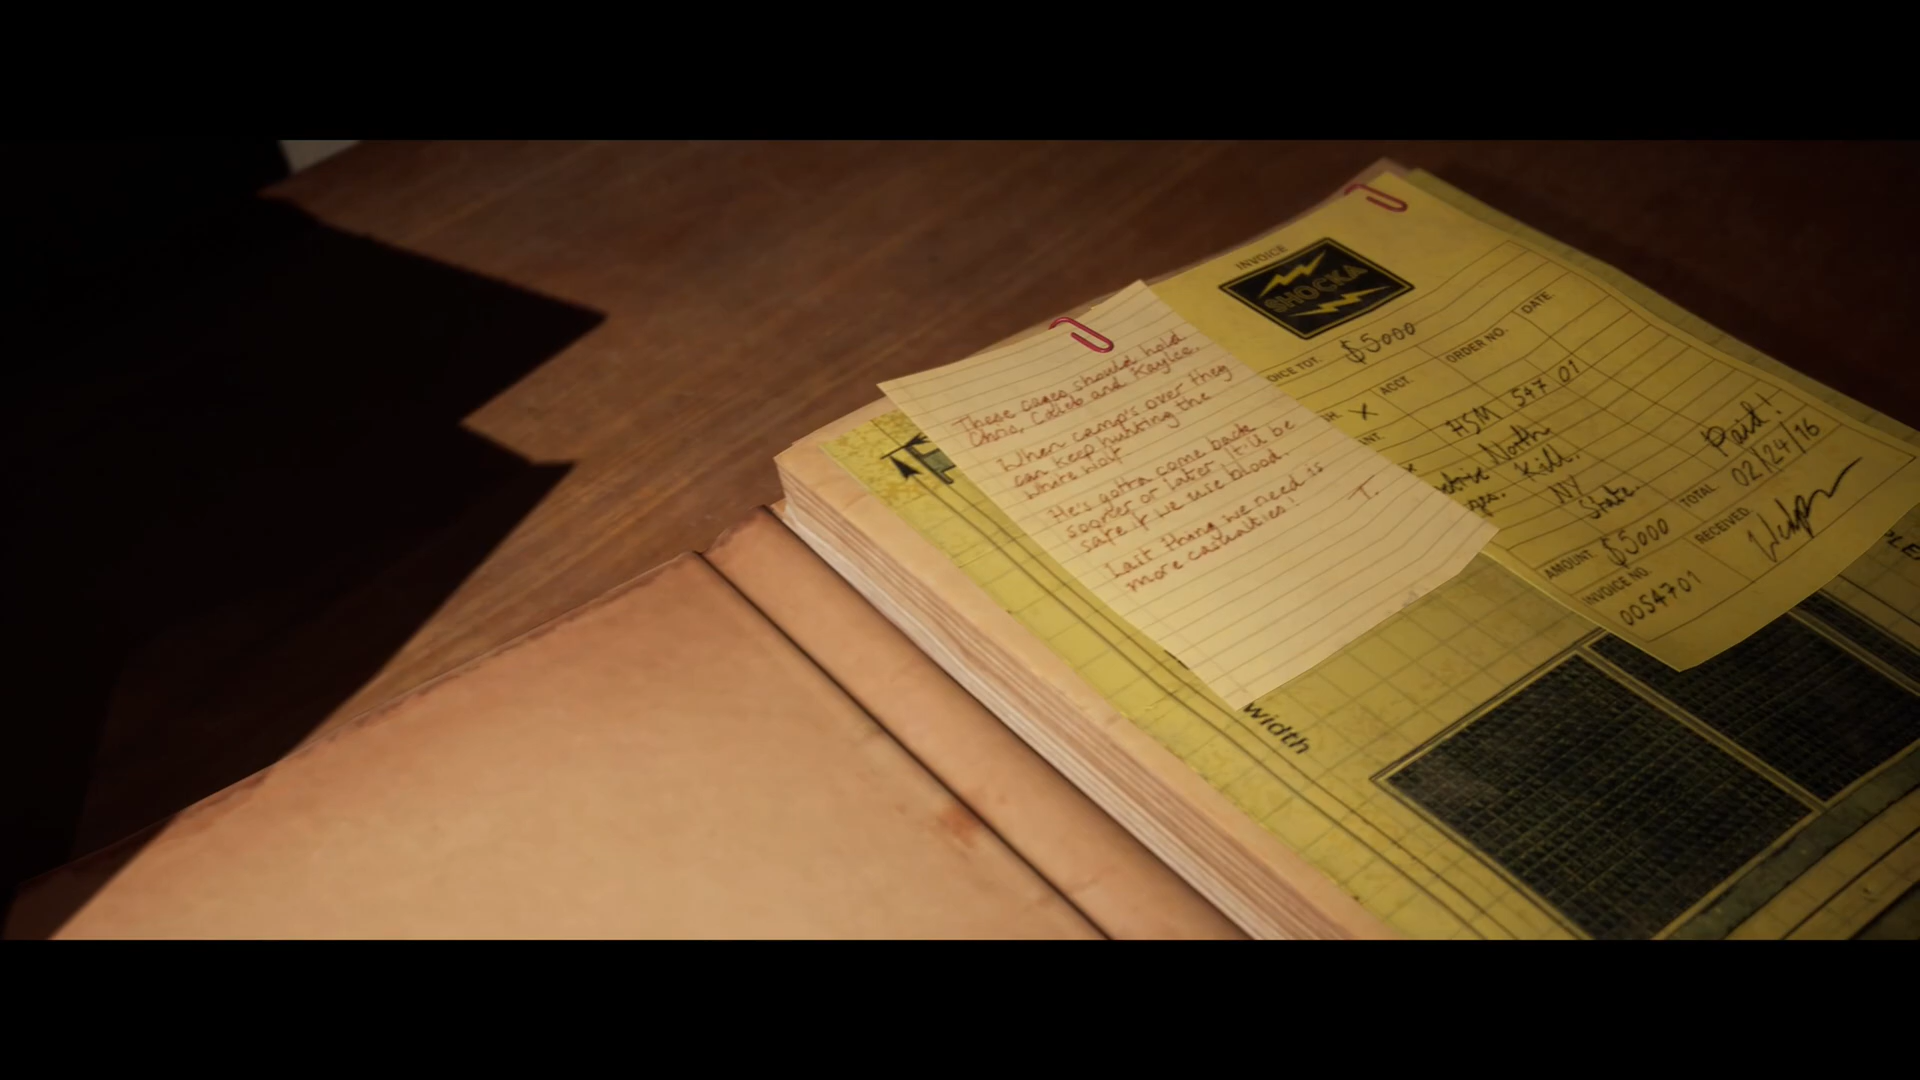 These cages should hold
Chris, Caleb and Kaylee.
When camp's over they
can keep hunting the
White Wolf
He's gotta come back
sooner or later. It'll be
safe if we use blood.
Last thing we need is
more casualties!
T.
INVOICE
SHOCKA
$5000
ORDER NO.
DATE
X
ACCT.
HSM 547 01
North
Kill.
NY
State.
Paid!
AMOUNT.
$5000
TOTAL.
02/24/16
INVOICE NO.
0054701
RECEIVED.
Width